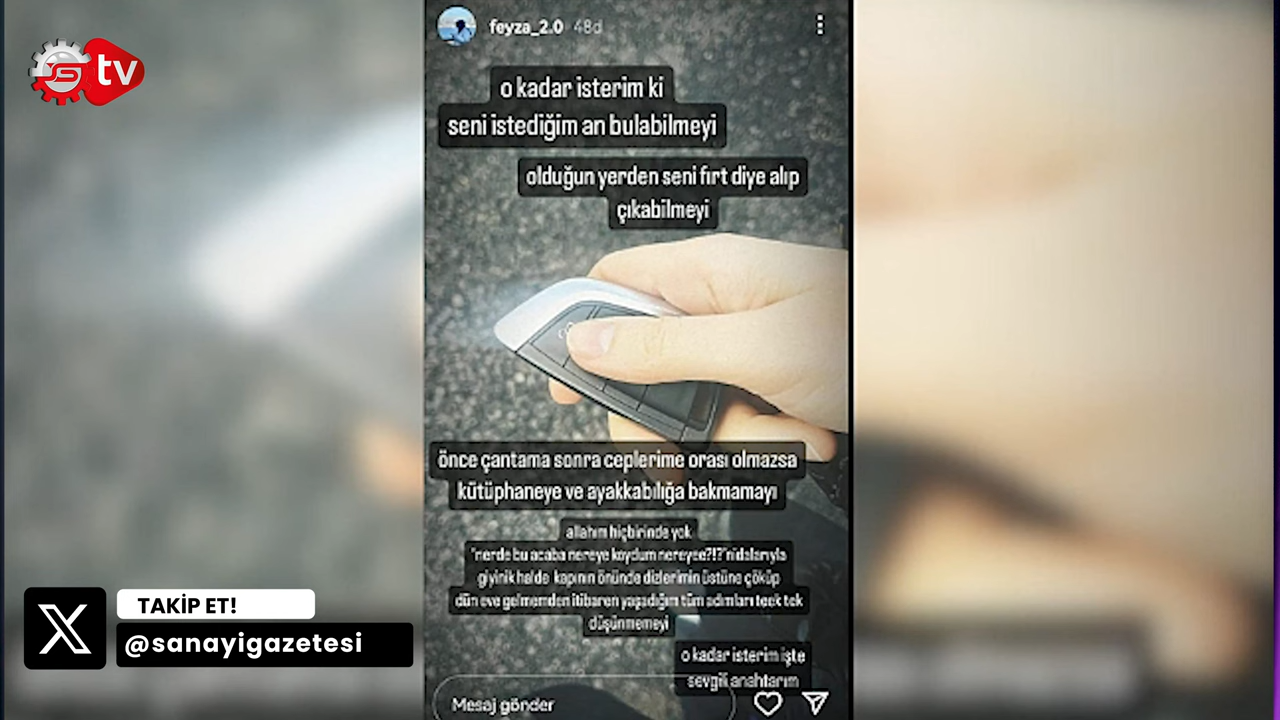 tv
feyza_2.0 48d
o kadar isterim ki
seni istediğim an bulabilmeyi
olduğun yerden seni fırt diye alıp
çıkabilmeyi
önce çantama sonra ceplerime orası olmazsa
kütüphaneye ve ayakkabılığa bakmamayı
allahım hiçbirinde yok
"nerde bu acaba nereye koydum nereyee?!?"nidalarıyla
giyinik halde kapının önünde dizlerimin üstüne çöküp
dün eve gelmemden itibaren yaşadığım tüm adımları teek tek
düşünmemeyi
o kadar isterim işte
sevgili anahtarım
Mesaj gönder
TAKİP ET!
@sanayigazetesi